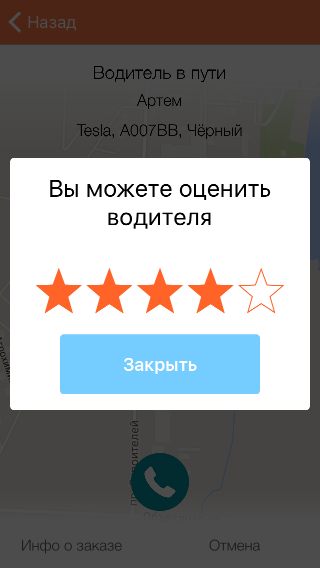 Назад
Водитель в пути
Артем
Tesla, А007ВВ, Чёрный
Вы можете оценить
водителя
Закрыть
Инфо о заказе
Отмена